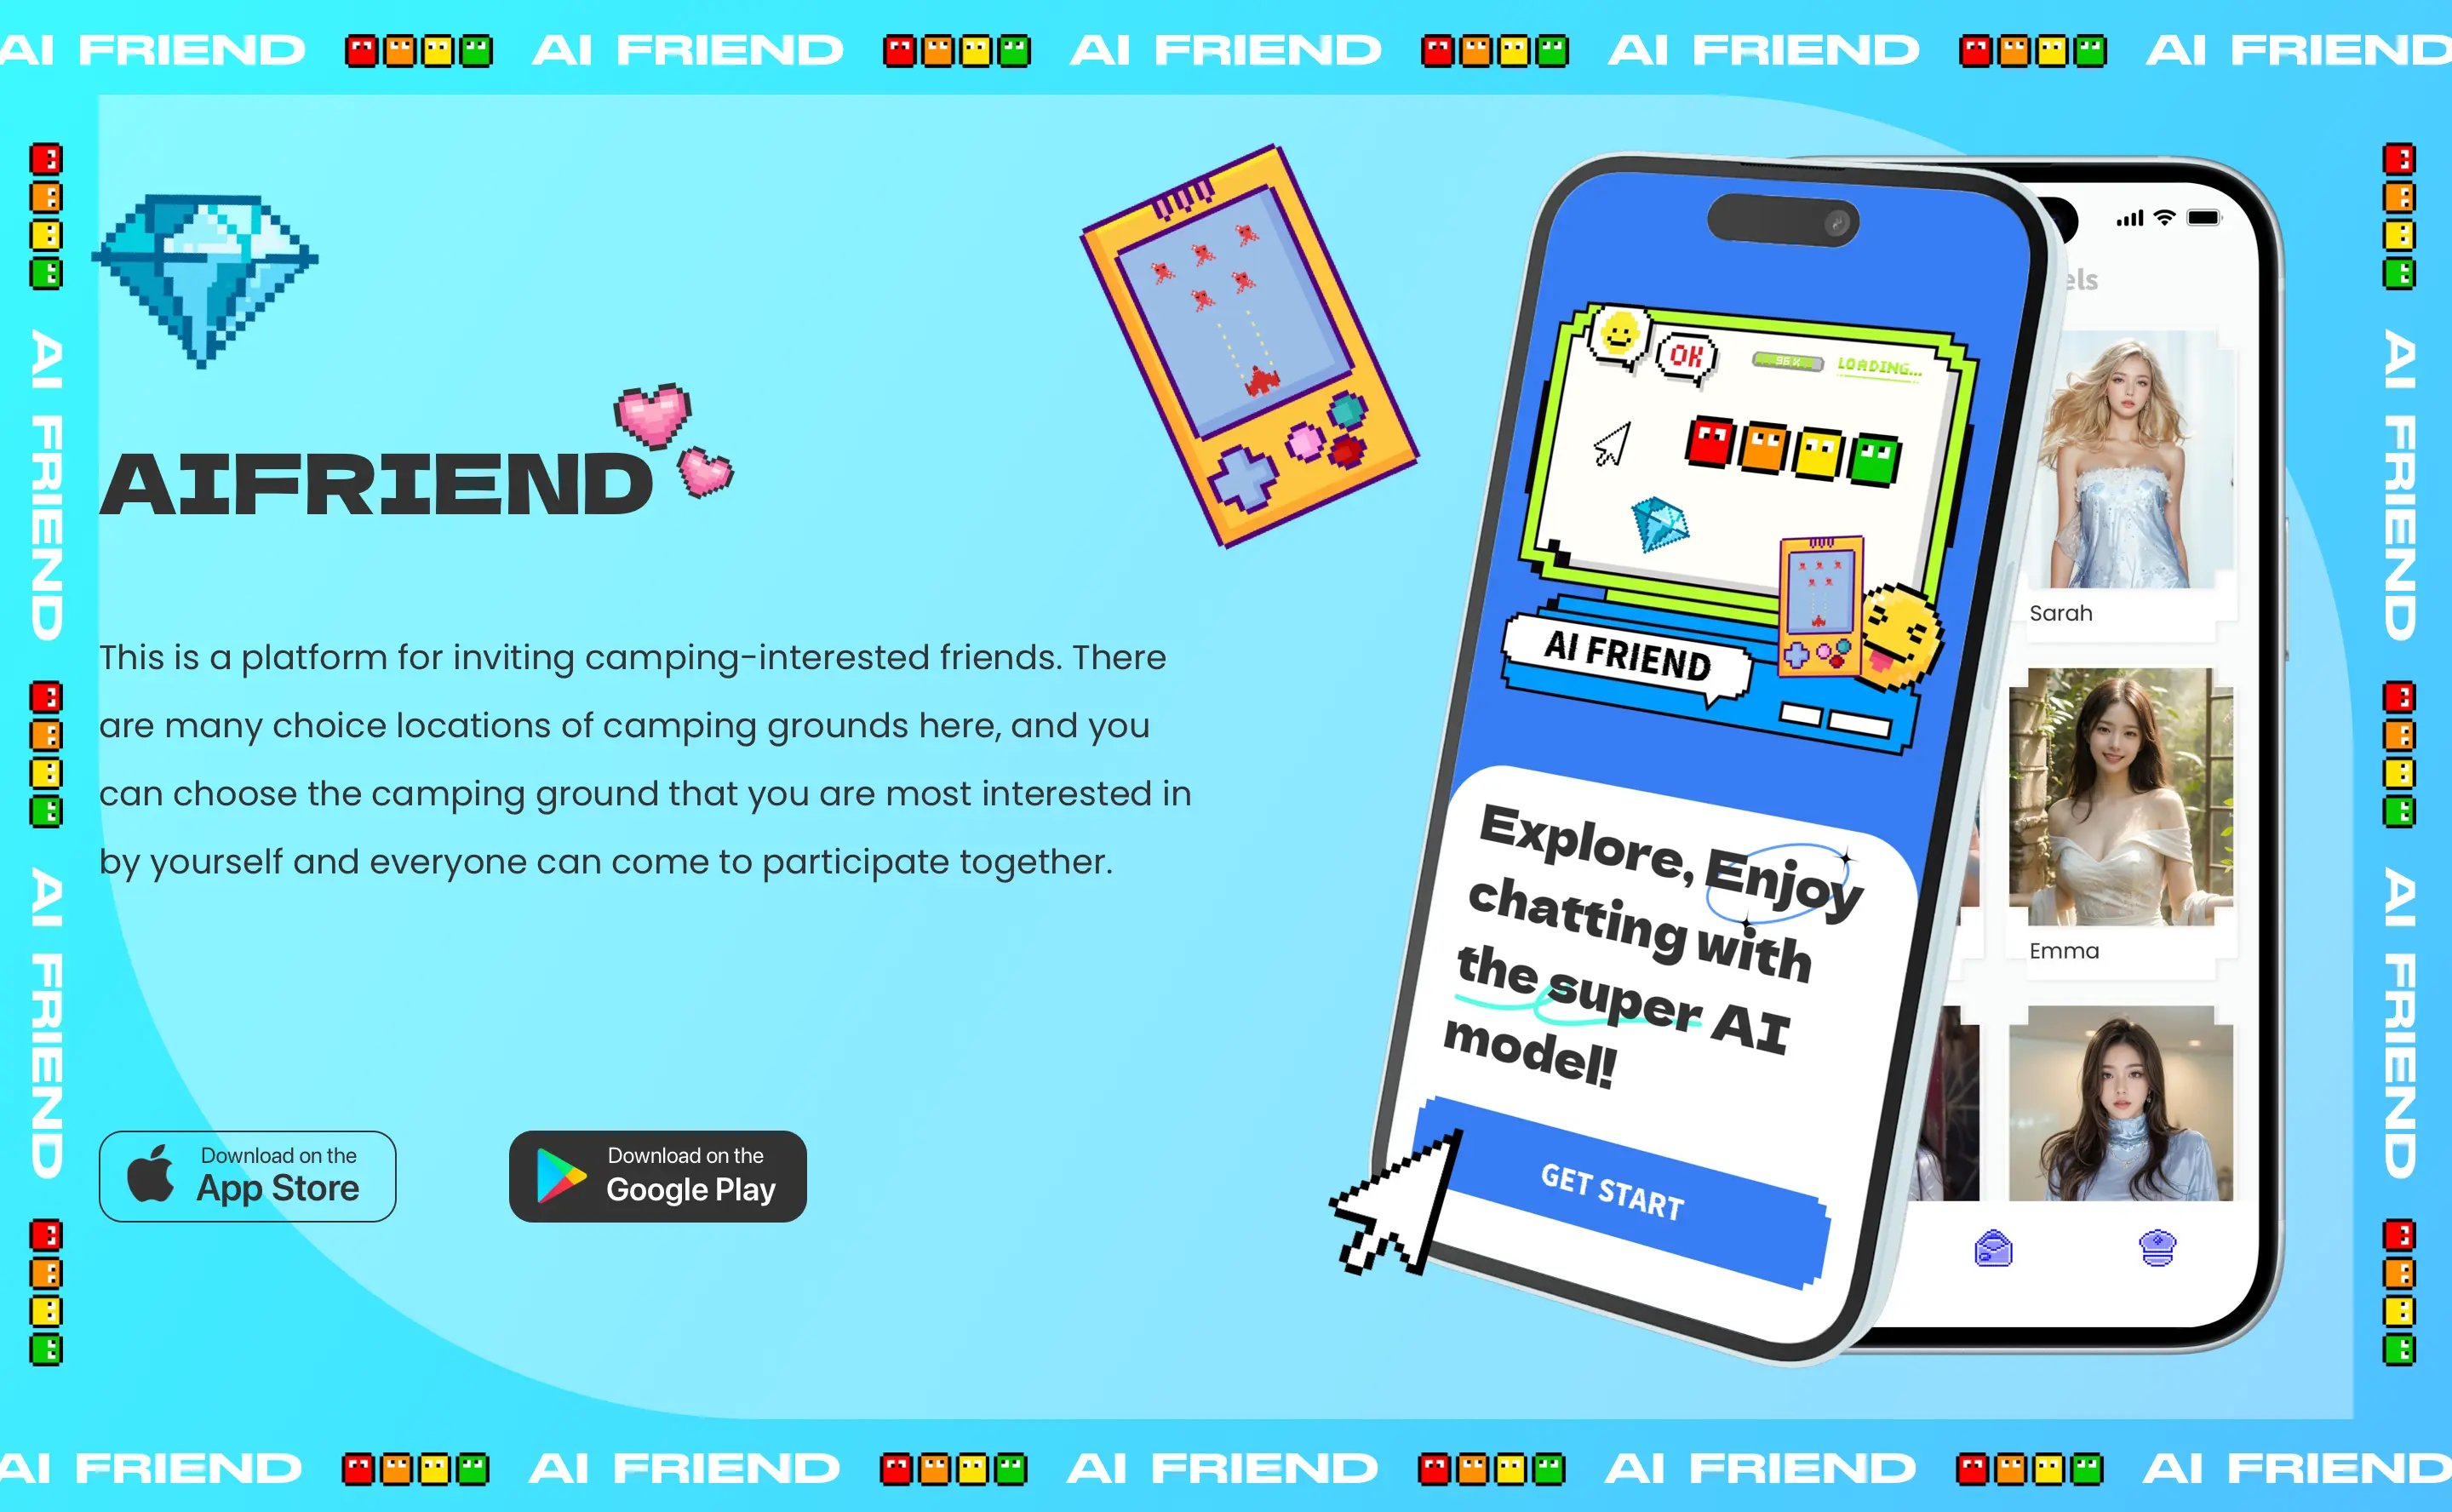 AI FRIEND AI FRIEND AI FRIEND AI FRIEND AI FRIEND
AI FRIEND
AI FRIEND
AIFRIEND
This is a platform for inviting camping-interested friends. There
are many choice locations of camping grounds here, and you
can choose the camping ground that you are most interested in
by yourself and everyone can come to participate together.
Download on the
App Store
Download on the
Google Play
OK
95%
LOADING...
AI FRIEND
Explore, Enjoy
chatting with
the super AI
model!
GET START
els
Sarah
Emma
AI FRIEND
AI FRIEND
AI FRIEND AI FRIEND AI FRIEND AI FRIEND AI FRIEND